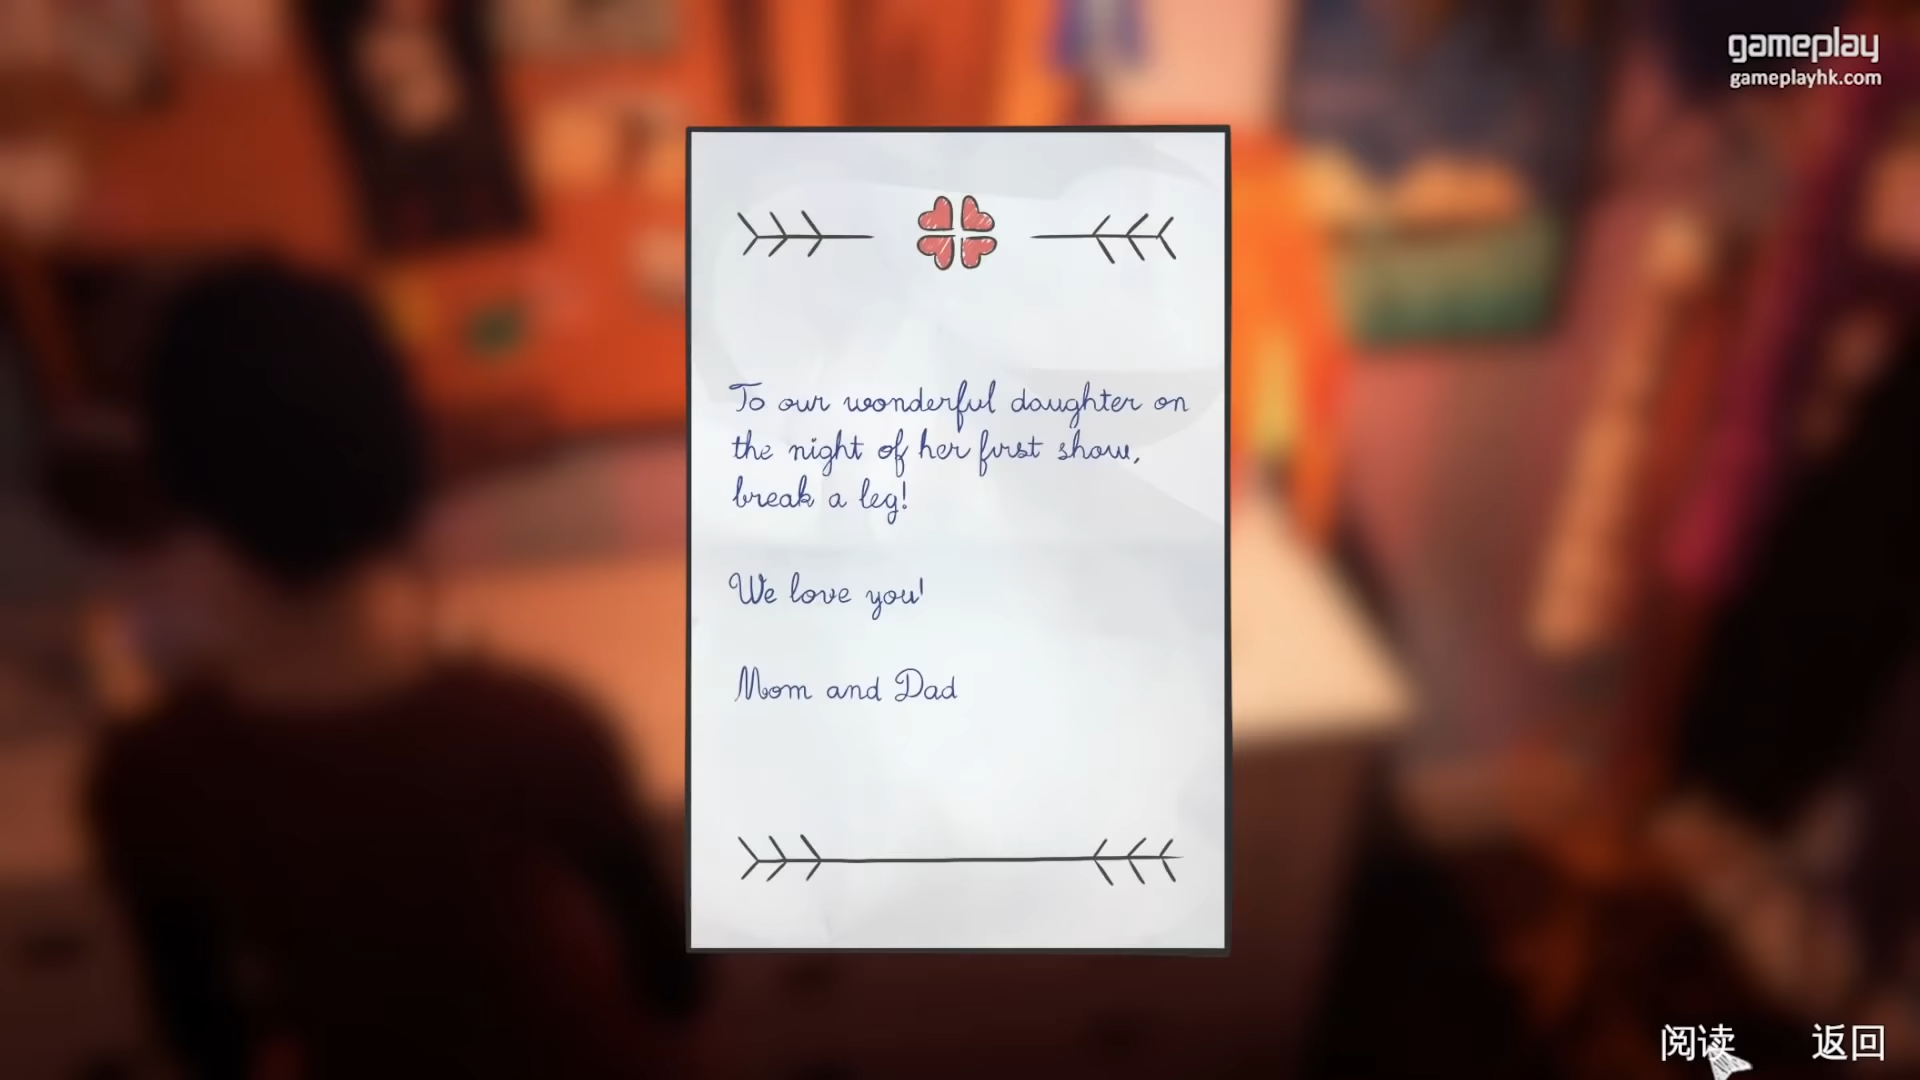 gameplay
gameplayhk.com
To our wonderful daughter on
the night of her first show,
break a leg!
We love you!
Mom and Dad
阅读 返回